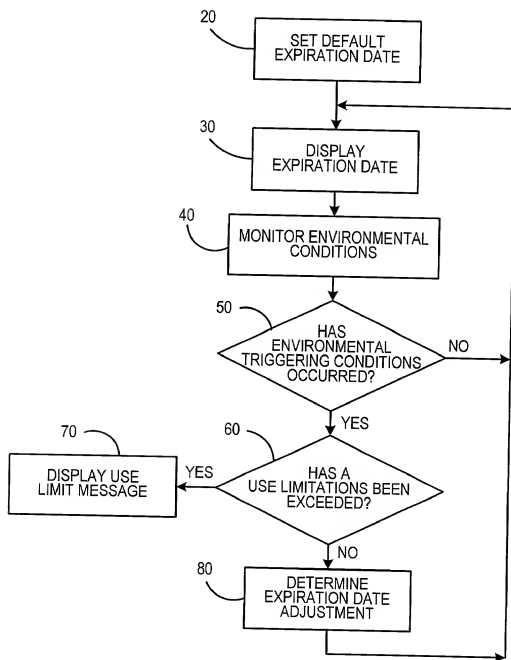 20
SET DEFAULT
EXPIRATION DATE
30
DISPLAY
EXPIRATION DATE
40
MONITOR ENVIRONMENTAL
CONDITIONS
50
HAS
ENVIRONMENTAL
TRIGGERING CONDITIONS
OCCURRED?
NO
YES
70
60
DISPLAY USE
LIMIT MESSAGE
YES
HAS A
USE LIMITATIONS BEEN
EXCEEDED?
NO
80
DETERMINE
EXPIRATION DATE
ADJUSTMENT